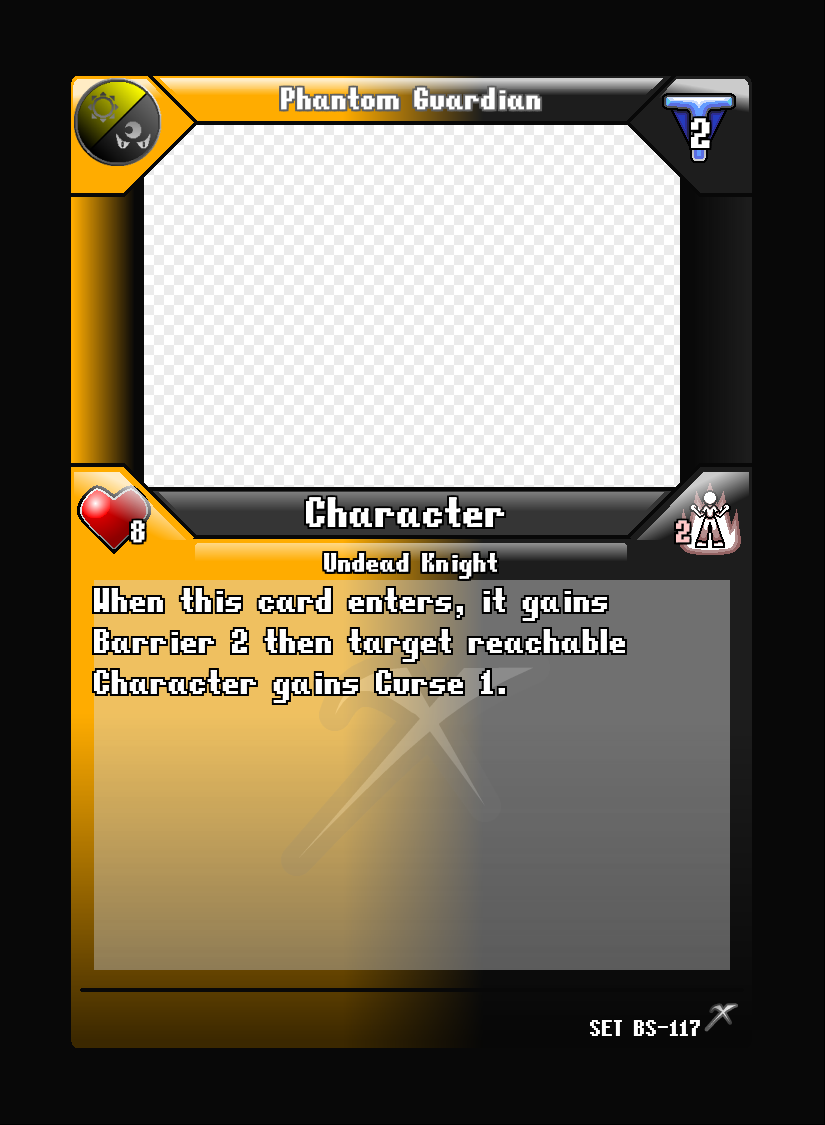 Phantom Guardian
2
8
Character
2
Undead Knight
When this card enters, it gains
Barrier 2 then target reachable
Character gains Curse 1.
SET BS-117